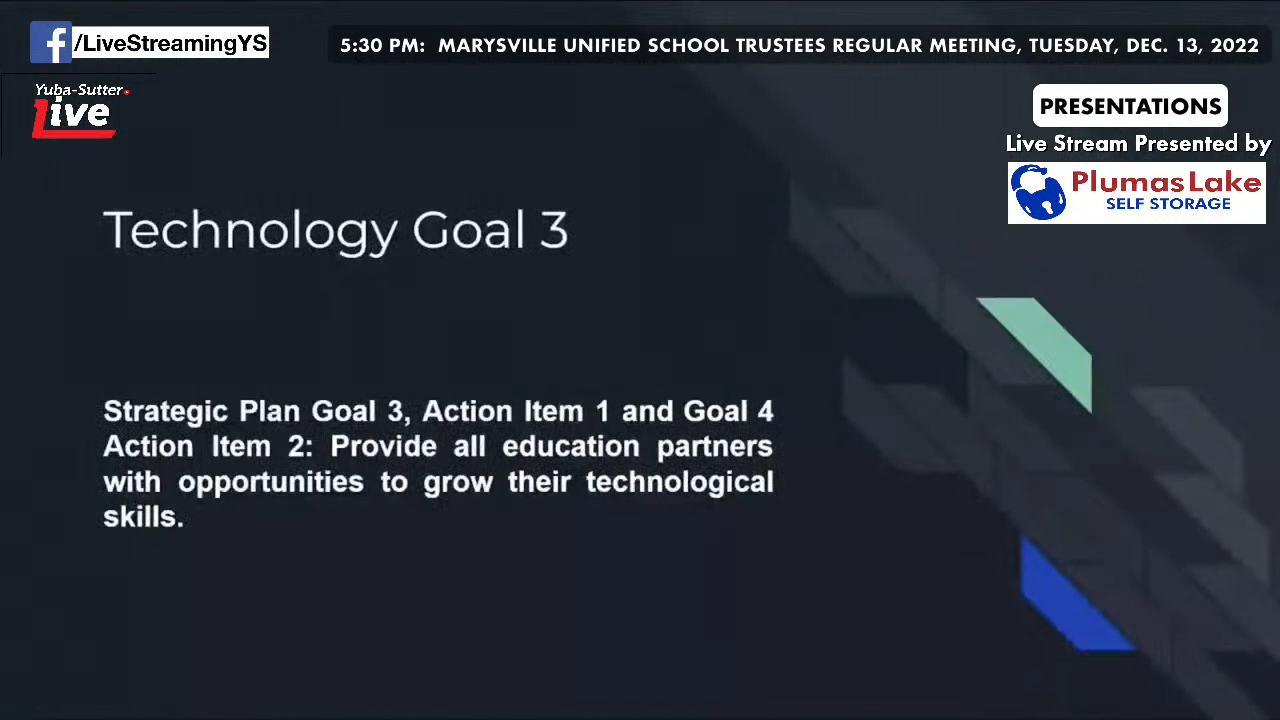 /LiveStreamingYS
5:30 PM: MARYSVILLE UNIFIED SCHOOL TRUSTEES REGULAR MEETING, TUESDAY, DEC. 13, 2022
Yuba-Sutter
Live
PRESENTATIONS
Live Stream Presented by
Plumas Lake
SELF STORAGE
Technology Goal 3
Strategic Plan Goal 3, Action Item 1 and Goal 4
Action Item 2: Provide all education partners
with opportunities to grow their technological
skills.